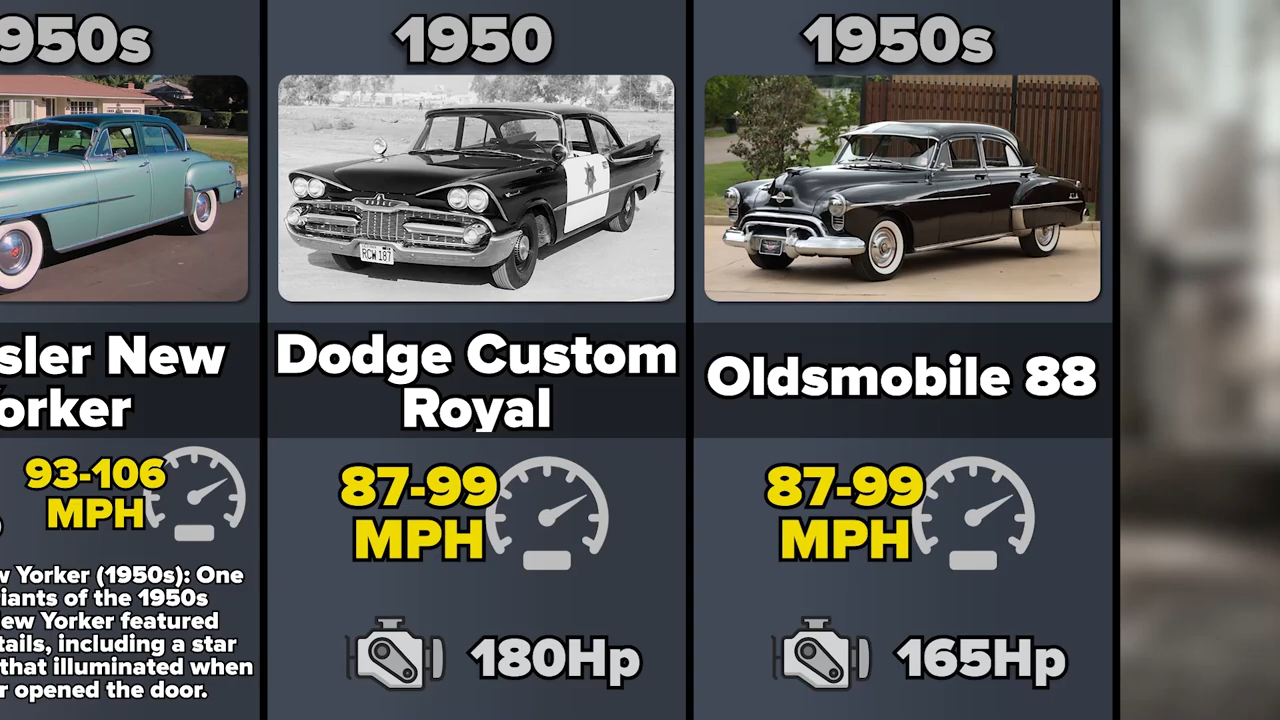 950s
sler New
orker
93-106
MPH
w Yorker (1950s): One
iants of the 1950s
ew Yorker featured
tails, including a star
that illuminated when
r opened the door.
1950
RCW 187
Dodge Custom
Royal
87-99
MPH
180Hp
1950s
Oldsmobile 88
87-99
MPH
165Hp